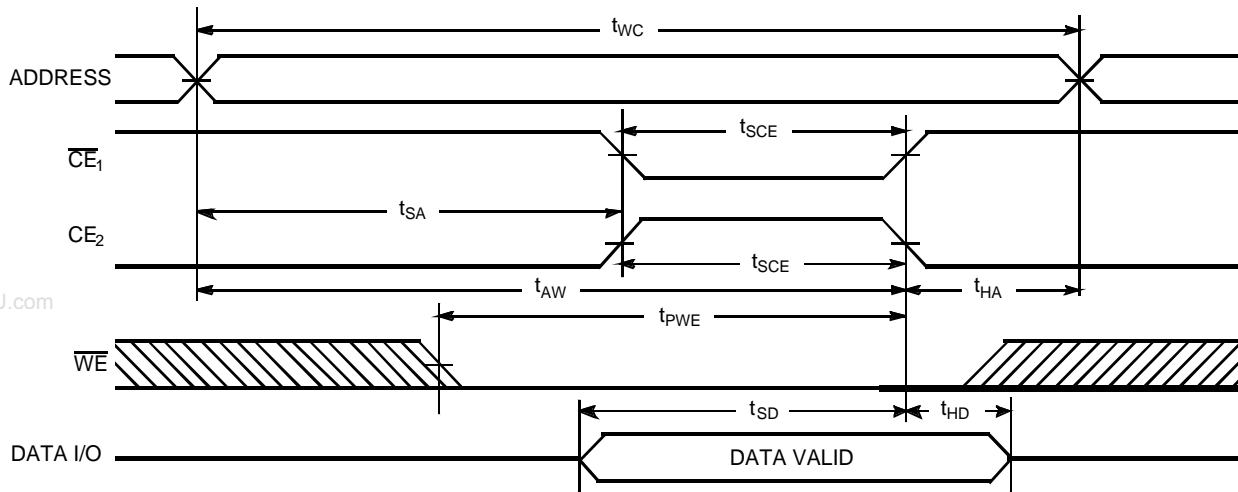 tWC
ADDRESS
tSCE
CE1
tSA
CE2
tSCE
tAW
tHA
U.com
tPWE
WE
tSD
tHD
DATA I/O
DATA VALID